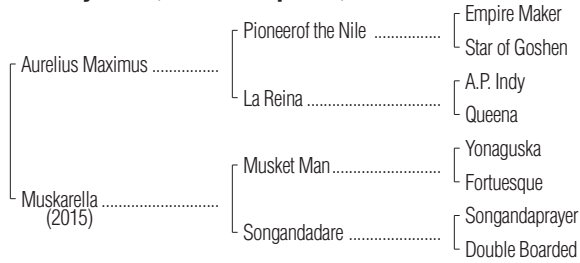 Empire Maker
Pioneerof the Nile ................
Star of Goshen
Aurelius Maximus ................
A.P. Indy
La Reina ................................
Queena
Yonaguska
Musket Man ..........................
Fortuesque
Muskarella ............................
(2015)
Songandaprayer
Songandadare ......................
Double Boarded